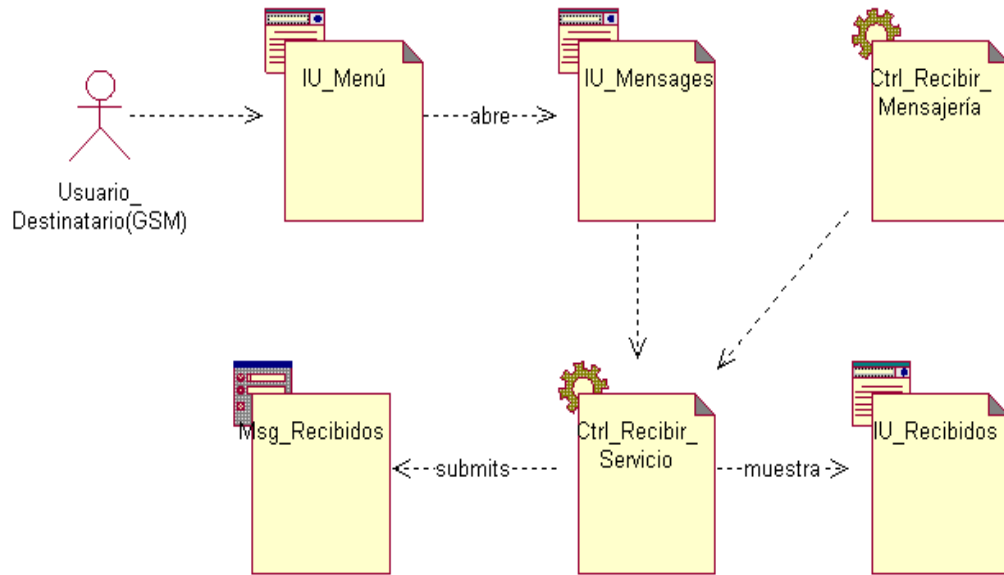 IU_Menú
IU_Mensages
Ctrl_Recibir_
Mensajería
abre
Usuario_
Destinatario(GSM)
Msg_Recibidos
Ctrl_Recibir_
Servicio
IU_Recibidos
submits
muestra